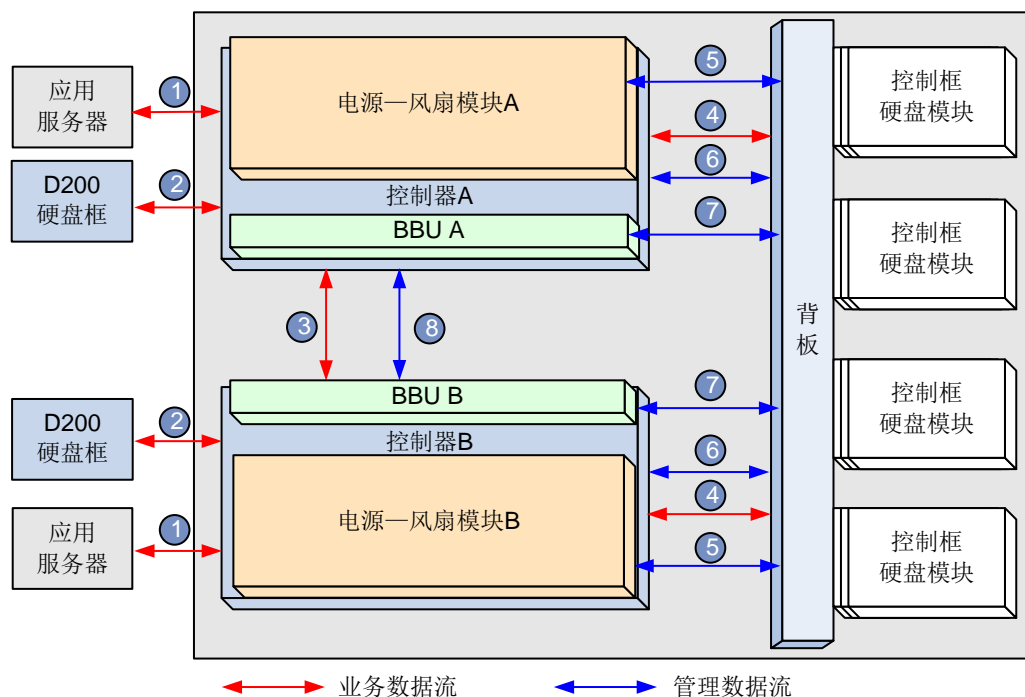 电源—风扇模块A
应用
服务器
1
D200
硬盘框
2
控制器A
BBU A
5
4
6
7
控制框
硬盘模块
控制框
硬盘模块
3
8
背
板
BBU B
控制器B
电源—风扇模块B
D200
硬盘框
2
应用
服务器
1
7
6
4
5
控制框
硬盘模块
控制框
硬盘模块
业务数据流
管理数据流